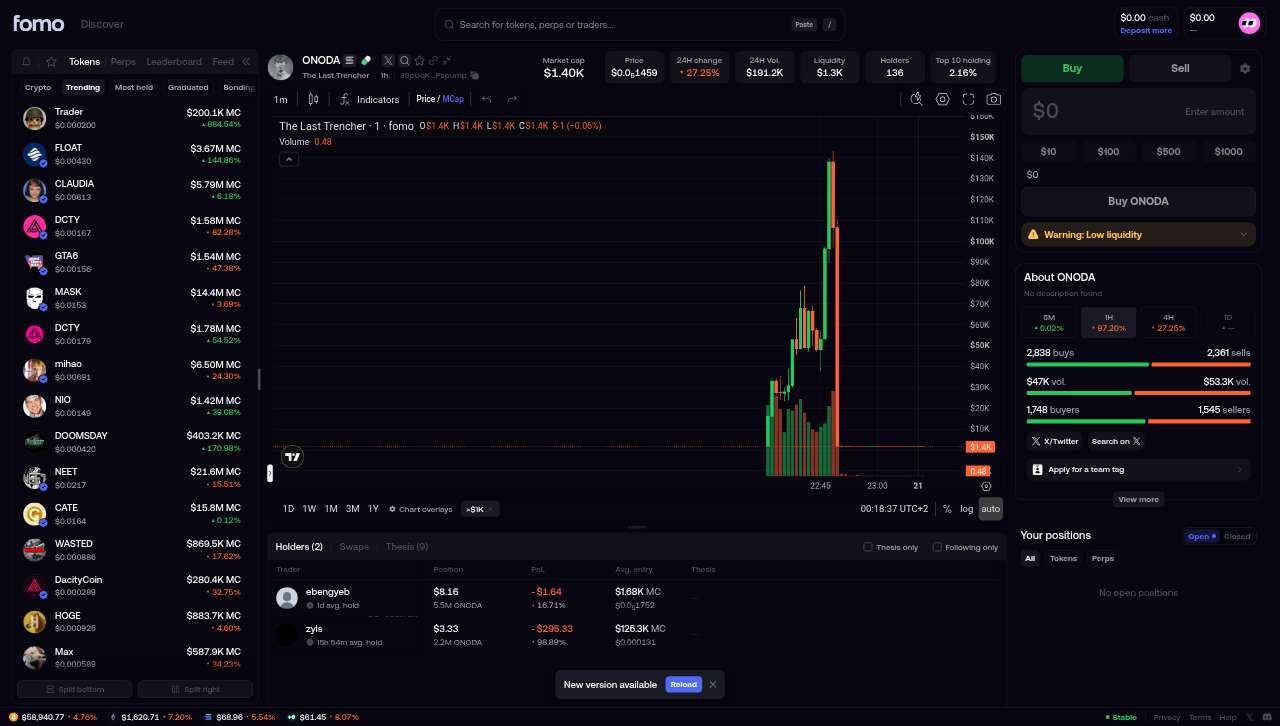 fomo
Discover
Search for tokens, perps or traders...
Paste
/
$0.00 cash
Deposit more
$0.00
—
Tokens Perps Leaderboard Feed
Crypto Trending Most held Graduated Bonding
Trader $200.1K MC
$0.000200 884.54%
FLOAT $3.67M MC
$0.00430 144.86%
CLAUDIA $5.79M MC
$0.00613 6.18%
DCTY $1.58M MC
$0.00167 82.28%
GTA6 $1.54M MC
$0.00156 47.38%
MASK $14.4M MC
$0.0153 3.69%
DCTY $1.78M MC
$0.00179 54.52%
mihao $6.50M MC
$0.00691 24.30%
NIO $1.42M MC
$0.00149 39.08%
DOOMSDAY $403.2K MC
$0.000420 170.98%
NEET $21.6M MC
$0.0217 15.51%
CATE $15.8M MC
$0.0164 0.12%
WASTED $869.5K MC
$0.000886 17.62%
DacityCoin $280.4K MC
$0.000289 32.75%
HOGE $883.7K MC
$0.000925 4.60%
Max $587.9K MC
$0.000589 34.23%
Split bottom Split right
ONODA
The Last Trencher 1h 39pUqK...Pspump
Market cap
$1.40K
Price
$0.0₅1459
24H change
27.25%
24H Vol.
$191.2K
Liquidity
$1.3K
Holders
136
Top 10 holding
2.16%
1m Indicators Price / MCap
The Last Trencher · 1 · fomo O$1.4K H$1.4K L$1.4K C$1.4K $-1 (−0.06%)
Volume 0.48
$160K
$150K
$140K
$130K
$120K
$110K
$100K
$90K
$80K
$70K
$60K
$50K
$40K
$30K
$20K
$10K
$1.4K
0.48
22:45 23:00 21
1D 1W 1M 3M 1Y Chart overlays >$1K
00:18:37 UTC+2 % log auto
Holders (2) Swaps Thesis (9)
Thesis only Following only
Trader Position PnL Avg. entry Thesis
ebengyeb $8.16 -$1.64 $1.68K MC
1d avg. hold 5.5M ONODA 16.71% $0.0₅1752
zyls $3.33 -$295.33 $126.3K MC
15h 54m avg. hold 2.2M ONODA 98.89% $0.000131
New version available Reload
Buy Sell
$0 Enter amount
$10 $100 $500 $1000
$0
Buy ONODA
Warning: Low liquidity
About ONODA
No description found
5M 1H 4H 1D
0.02% 97.20% 27.25% --
2,838 buys 2,361 sells
$47K vol. $53.3K vol.
1,748 buyers 1,545 sellers
X/Twitter Search on X
Apply for a team tag
View more
Your positions Open Closed
All Tokens Perps
No open positions
$58,940.77 4.76% $1,620.71 7.20% $68.96 5.54% $61.45 8.07%
Stable Privacy Terms Help